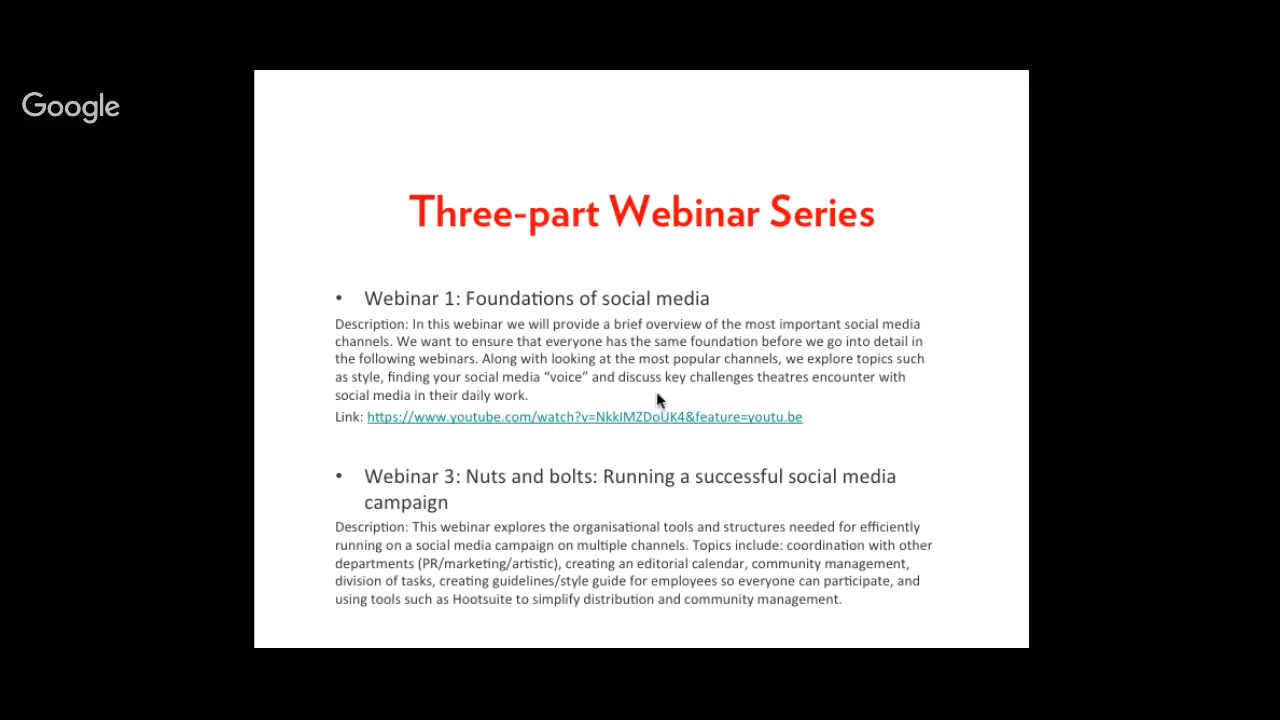 Google
Three-part Webinar Series
• Webinar 1: Foundations of social media
Description: In this webinar we will provide a brief overview of the most important social media
channels. We want to ensure that everyone has the same foundation before we go into detail in
the following webinars. Along with looking at the most popular channels, we explore topics such
as style, finding your social media “voice” and discuss key challenges theatres encounter with
social media in their daily work.
Link: https://www.youtube.com/watch?v=NkkIMZDoUK4&feature=youtu.be
• Webinar 3: Nuts and bolts: Running a successful social media
campaign
Description: This webinar explores the organisational tools and structures needed for efficiently
running on a social media campaign on multiple channels. Topics include: coordination with other
departments (PR/marketing/artistic), creating an editorial calendar, community management,
division of tasks, creating guidelines/style guide for employees so everyone can participate, and
using tools such as Hootsuite to simplify distribution and community management.